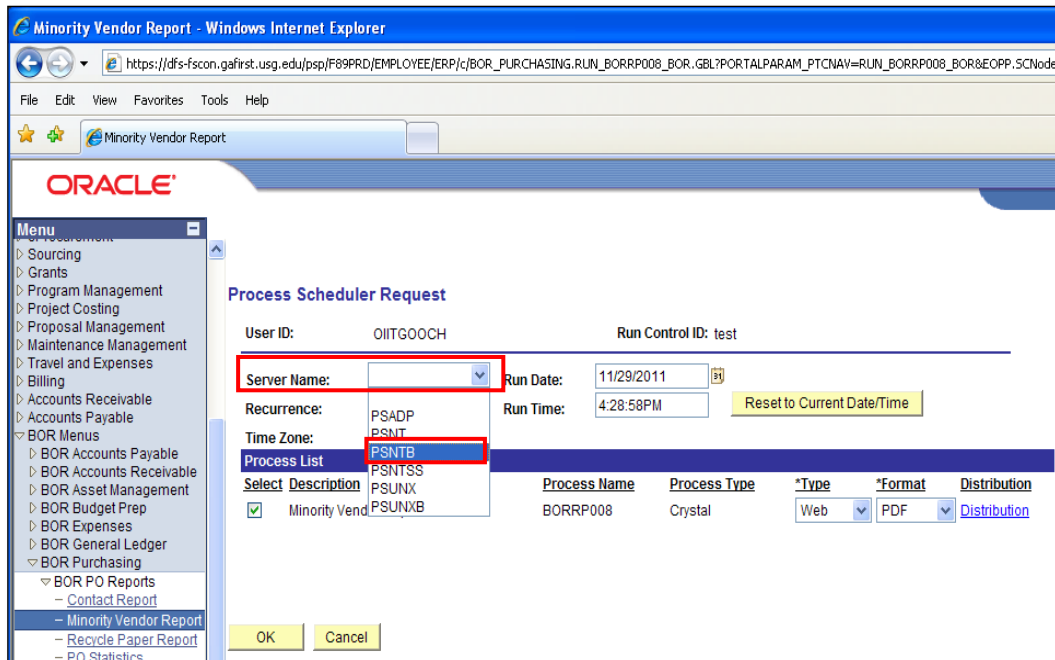 Minority Vendor Report - Windows Internet Explorer
https://dfs-fscon.gafirst.usg.edu/psp/F89PRD/EMPLOYEE/ERP/c/BOR_PURCHASING.RUN_BORRP008_BOR.GBL?PORTALPARAM_PTCNAV=RUN_BORRP008_BOR&EOPP.SCNode
File Edit View Favorites Tools Help
Minority Vendor Report
ORACLE'
Menu
Sourcing
Grants
Program Management
Project Costing
Proposal Management
Maintenance Management
Travel and Expenses
Billing
Accounts Receivable
Accounts Payable
BOR Menus
BOR Accounts Payable
BOR Accounts Receivable
BOR Asset Management
BOR Budget Prep
BOR Expenses
BOR General Ledger
BOR Purchasing
BOR PO Reports
– Contact Report
– Minority Vendor Report
– Recycle Paper Report
– PO Statistics
Process Scheduler Request
User ID: OIITGOOCH Run Control ID: test
Server Name: Run Date: 11/29/2011 31
Recurrence: Run Time: 4:28:58PM Reset to Current Date/Time
Time Zone:
PSADP
PSNT
PSNTB
PSNTSS
PSUNX
PSUNXB
Process List
Select Description Process Name Process Type *Type *Format Distribution
Minority Vend BORRP008 Crystal Web PDF Distribution
OK Cancel